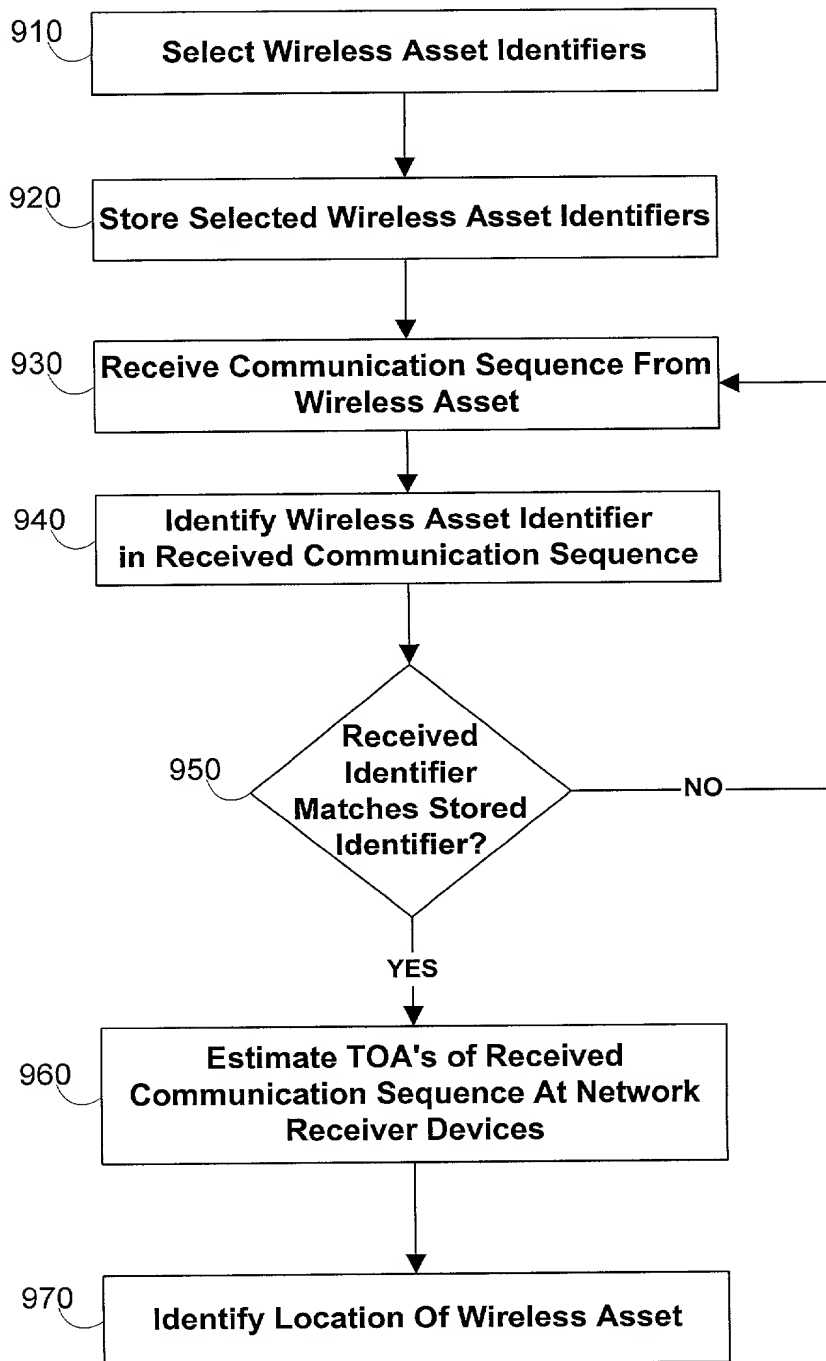 910
Select Wireless Asset Identifiers
920
Store Selected Wireless Asset Identifiers
930
Receive Communication Sequence From
Wireless Asset
940
Identify Wireless Asset Identifier
in Received Communication Sequence
950
Received
Identifier
Matches Stored
Identifier?
NO
YES
960
Estimate TOA's of Received
Communication Sequence At Network
Receiver Devices
970
Identify Location Of Wireless Asset